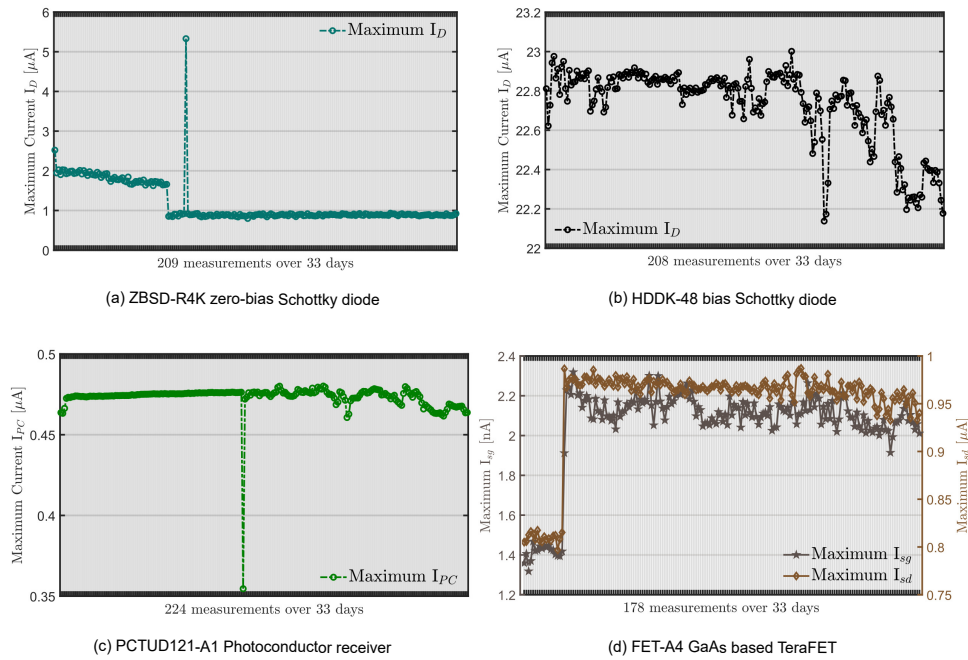 6
5
4
3
2
1
0
Maximum Current I_D [μA]
Maximum I_D
209 measurements over 33 days
(a) ZBSD-R4K zero-bias Schottky diode
23.2
23
22.8
22.6
22.4
22.2
22
Maximum Current I_D [μA]
Maximum I_D
208 measurements over 33 days
(b) HDDK-48 bias Schottky diode
0.5
0.45
0.4
0.35
Maximum Current I_PC [μA]
Maximum I_PC
224 measurements over 33 days
(c) PCTUD121-A1 Photoconductor receiver
2.4
2.2
2
1.8
1.6
1.4
1.2
Maximum I_sg [nA]
1
0.95
0.9
0.85
0.8
0.75
Maximum I_sd [μA]
Maximum I_sg
Maximum I_sd
178 measurements over 33 days
(d) FET-A4 GaAs based TeraFET